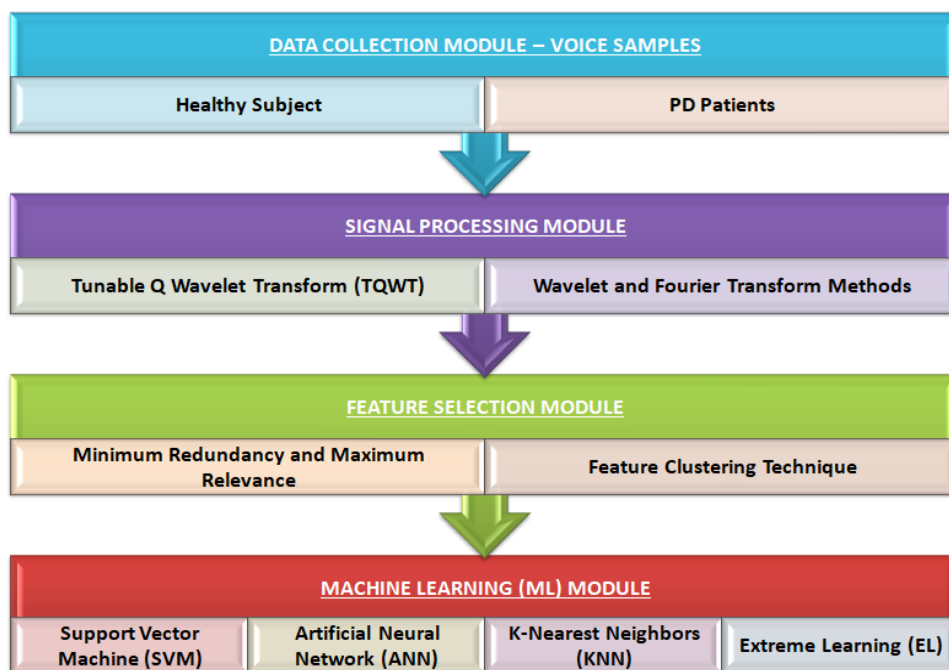 DATA COLLECTION MODULE – VOICE SAMPLES
Healthy Subject
PD Patients
SIGNAL PROCESSING MODULE
Tunable Q Wavelet Transform (TQWT)
Wavelet and Fourier Transform Methods
FEATURE SELECTION MODULE
Minimum Redundancy and Maximum
Relevance
Feature Clustering Technique
MACHINE LEARNING (ML) MODULE
Support Vector
Machine (SVM)
Artificial Neural
Network (ANN)
K-Nearest Neighbors
(KNN)
Extreme Learning (EL)